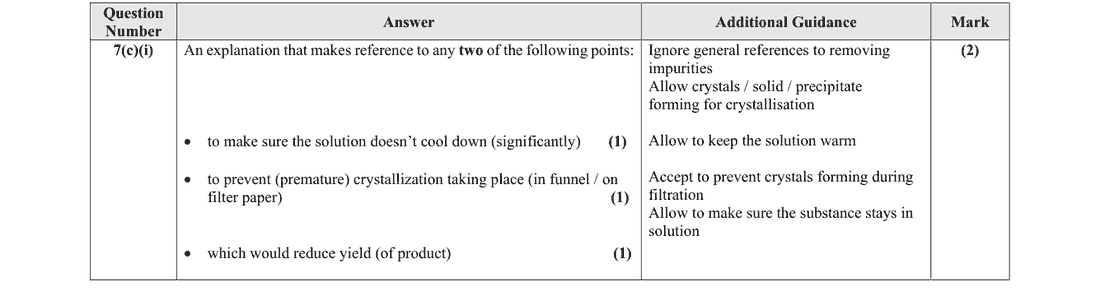 Question Number Answer Additional Guidance Mark
7(c)(i) An explanation that makes reference to any two of the following points: Ignore general references to removing (2)
impurities
Allow crystals / solid / precipitate
forming for crystallisation
• to make sure the solution doesn’t cool down (significantly) (1) Allow to keep the solution warm
• to prevent (premature) crystallization taking place (in funnel / on Accept to prevent crystals forming during
filter paper) (1) filtration
Allow to make sure the substance stays in
solution
• which would reduce yield (of product) (1)